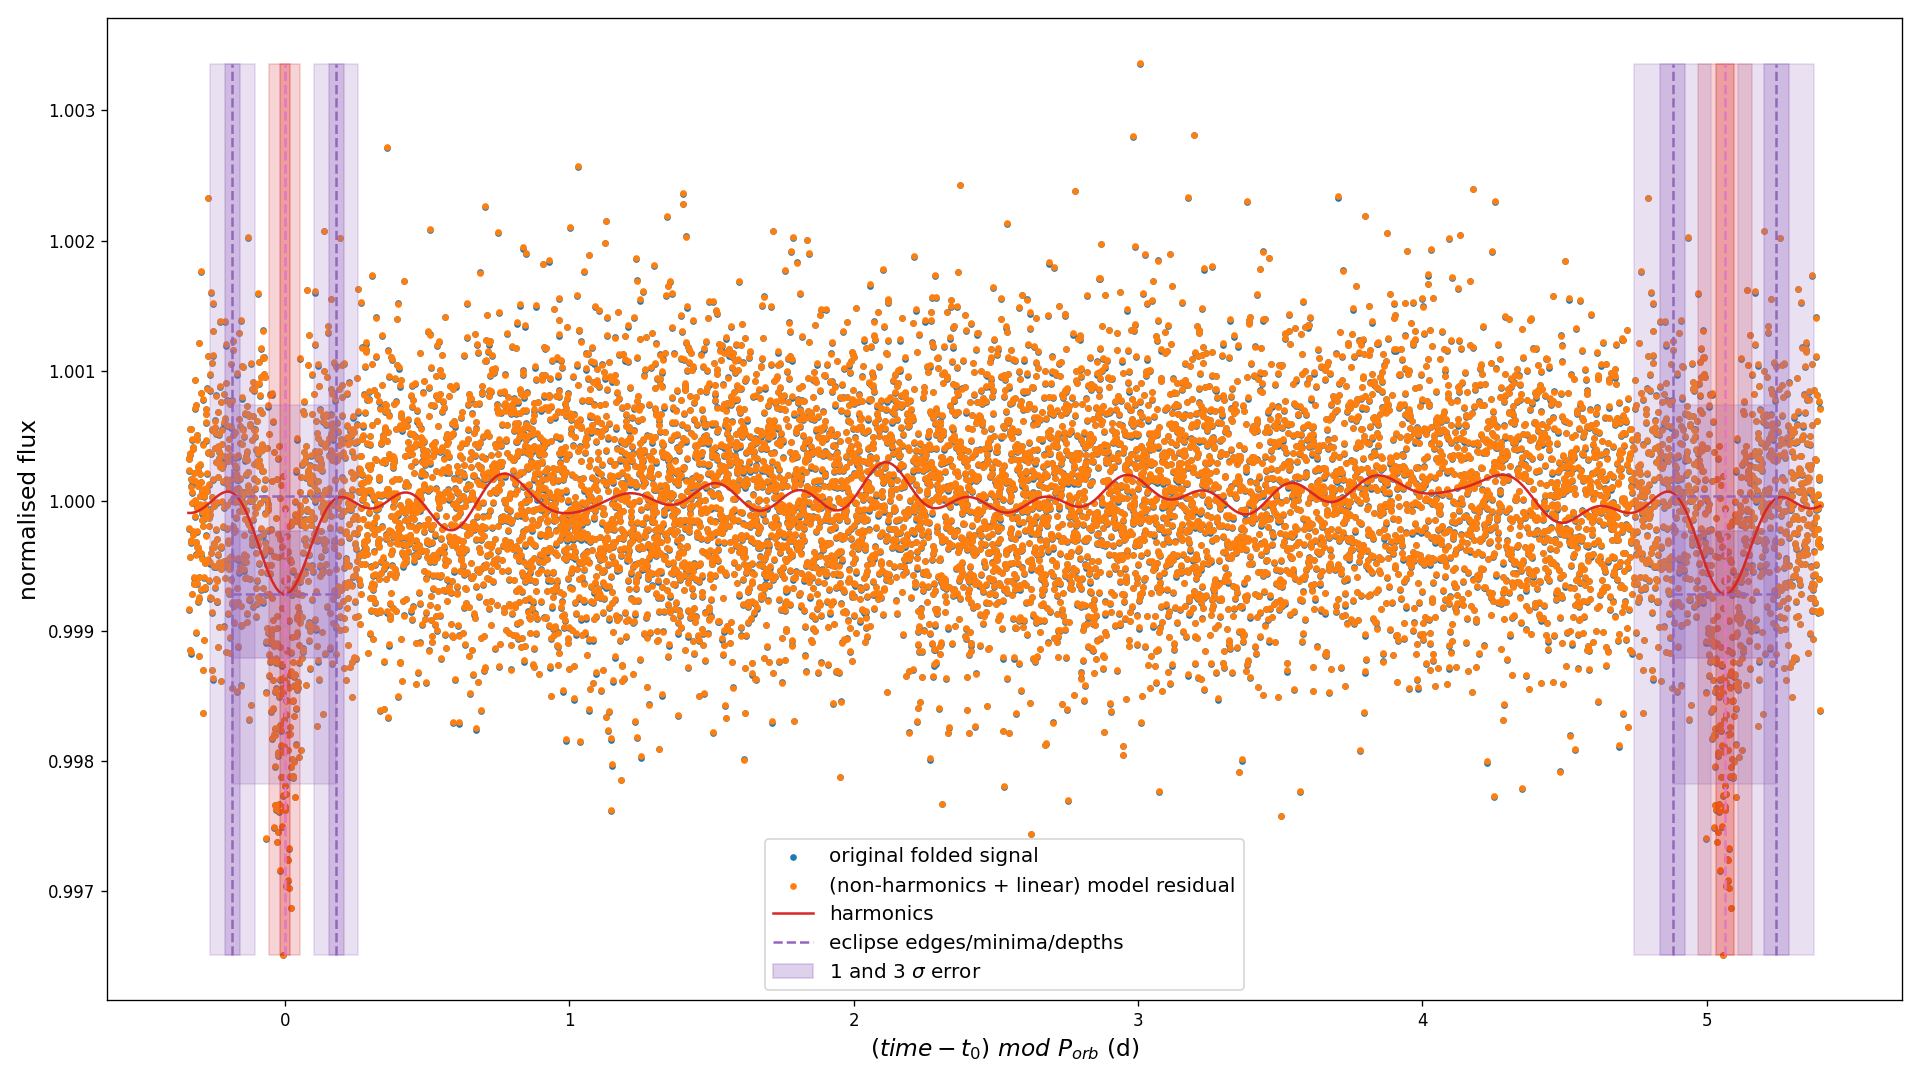 1.003
1.002
1.001
1.000
0.999
0.998
0.997
normalised flux
original folded signal
(non-harmonics + linear) model residual
harmonics
eclipse edges/minima/depths
1 and 3 σ error
0 1 2 3 4 5
(time − t₀) mod Pₒᵣb (d)